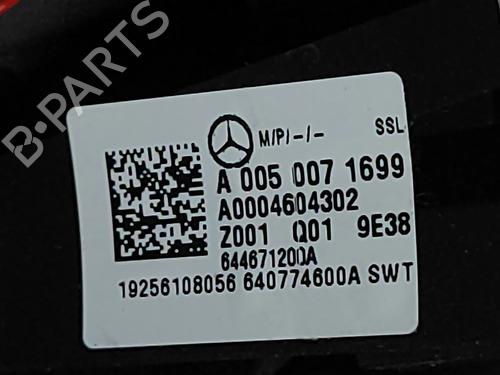 B-PARTS
M/P/-/- SSL
A 005 007 1699
A0004604302
Z001 Q01 9E38
644671200A
19256108056 640774600A SWT